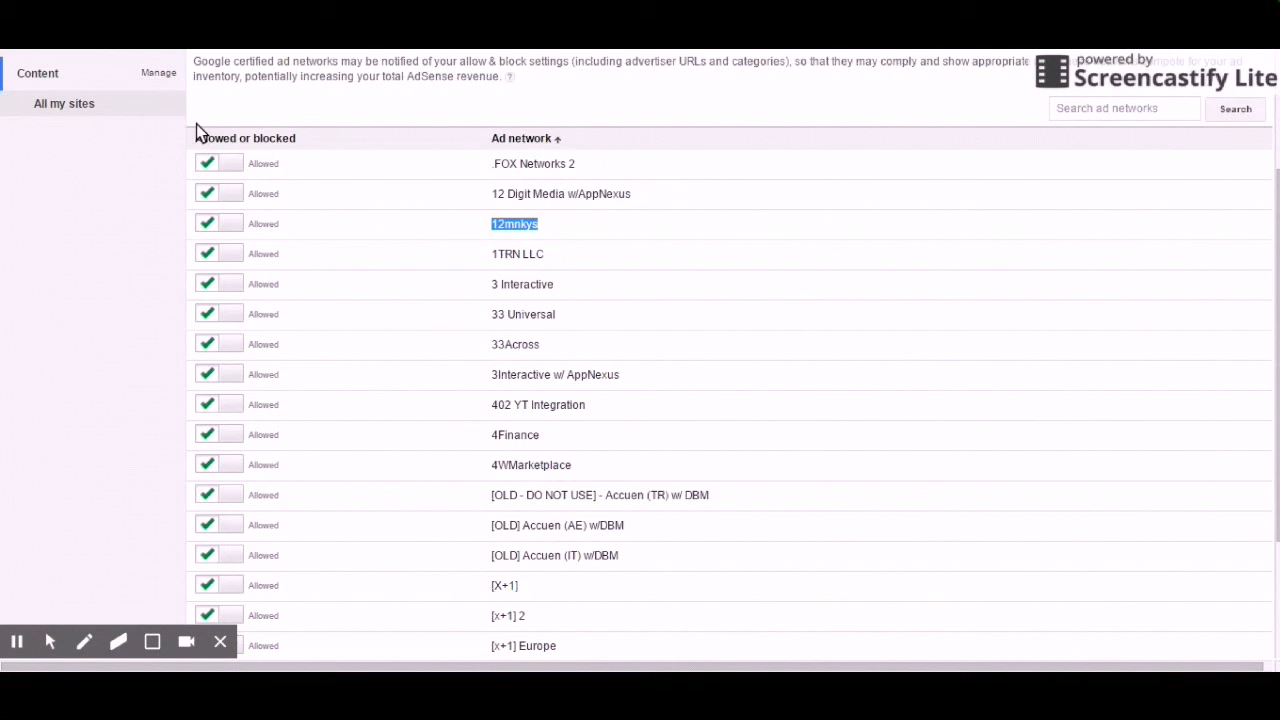 Content
Manage
All my sites
Google certified ad networks may be notified of your allow & block settings (including advertiser URLs and categories), so that they may comply and show appropriate
inventory, potentially increasing your total AdSense revenue. ?
powered by
Screencastify Lite
Search ad networks
Search
owed or blocked Ad network
Allowed .FOX Networks 2
Allowed 12 Digit Media w/AppNexus
Allowed 12mnkys
Allowed 1TRN LLC
Allowed 3 Interactive
Allowed 33 Universal
Allowed 33Across
Allowed 3Interactive w/ AppNexus
Allowed 402 YT Integration
Allowed 4Finance
Allowed 4WMarketplace
Allowed [OLD - DO NOT USE] - Accuen (TR) w/ DBM
Allowed [OLD] Accuen (AE) w/DBM
Allowed [OLD] Accuen (IT) w/DBM
Allowed [X+1]
Allowed [x+1] 2
Allowed [x+1] Europe